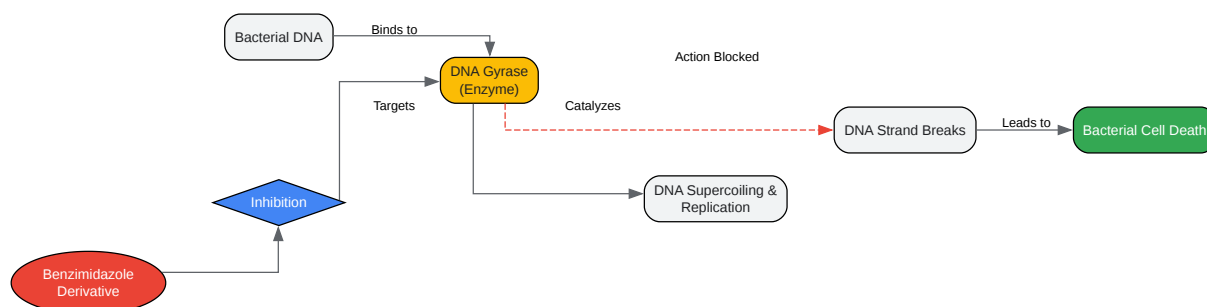 Bacterial DNA
Binds to
DNA Gyrase
(Enzyme)
Action Blocked
Targets
Catalyzes
DNA Strand Breaks
Leads to
Bacterial Cell Death
DNA Supercoiling &
Replication
Inhibition
Benzimidazole
Derivative